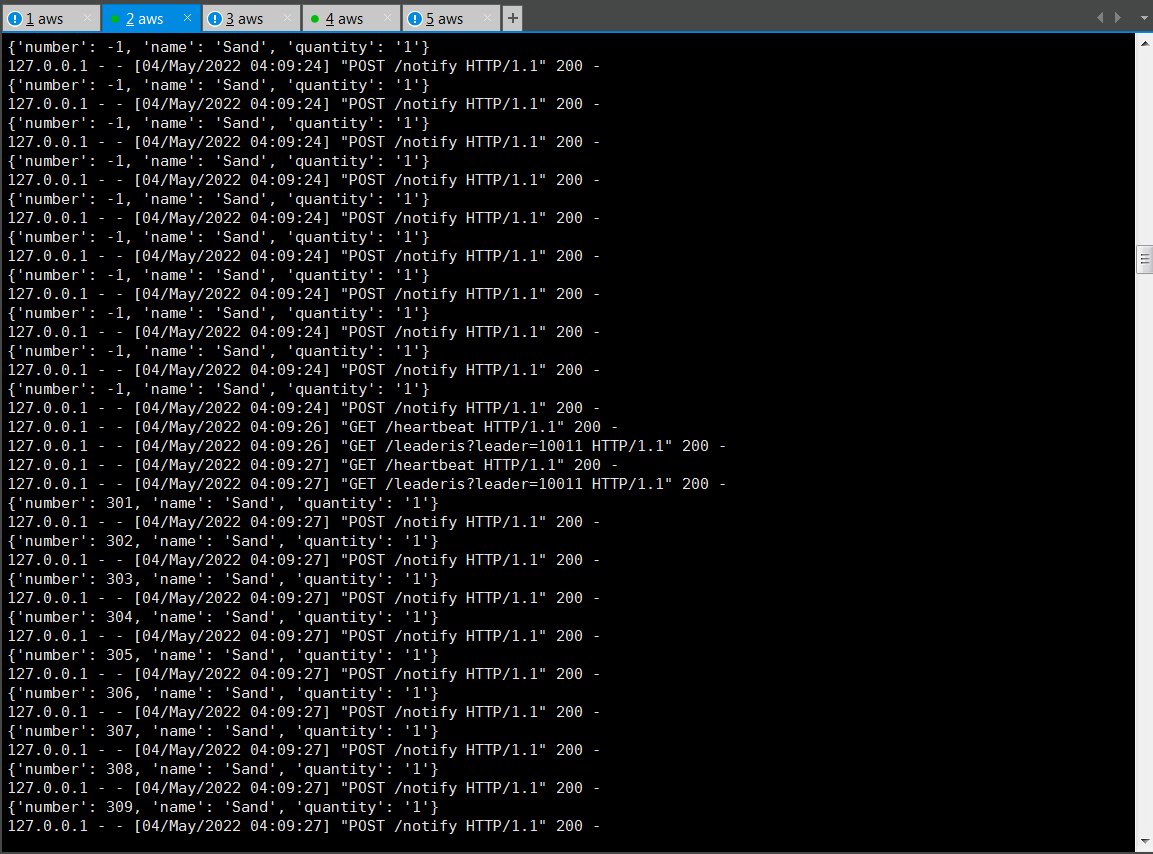 1 aws 2 aws 3 aws 4 aws 5 aws
{'number': -1, 'name': 'Sand', 'quantity': '1'}
127.0.0.1 - - [04/May/2022 04:09:24] "POST /notify HTTP/1.1" 200 -
{'number': -1, 'name': 'Sand', 'quantity': '1'}
127.0.0.1 - - [04/May/2022 04:09:24] "POST /notify HTTP/1.1" 200 -
{'number': -1, 'name': 'Sand', 'quantity': '1'}
127.0.0.1 - - [04/May/2022 04:09:24] "POST /notify HTTP/1.1" 200 -
{'number': -1, 'name': 'Sand', 'quantity': '1'}
127.0.0.1 - - [04/May/2022 04:09:24] "POST /notify HTTP/1.1" 200 -
{'number': -1, 'name': 'Sand', 'quantity': '1'}
127.0.0.1 - - [04/May/2022 04:09:24] "POST /notify HTTP/1.1" 200 -
{'number': -1, 'name': 'Sand', 'quantity': '1'}
127.0.0.1 - - [04/May/2022 04:09:24] "POST /notify HTTP/1.1" 200 -
{'number': -1, 'name': 'Sand', 'quantity': '1'}
127.0.0.1 - - [04/May/2022 04:09:24] "POST /notify HTTP/1.1" 200 -
{'number': -1, 'name': 'Sand', 'quantity': '1'}
127.0.0.1 - - [04/May/2022 04:09:24] "POST /notify HTTP/1.1" 200 -
{'number': -1, 'name': 'Sand', 'quantity': '1'}
127.0.0.1 - - [04/May/2022 04:09:24] "POST /notify HTTP/1.1" 200 -
{'number': -1, 'name': 'Sand', 'quantity': '1'}
127.0.0.1 - - [04/May/2022 04:09:24] "POST /notify HTTP/1.1" 200 -
127.0.0.1 - - [04/May/2022 04:09:26] "GET /heartbeat HTTP/1.1" 200 -
127.0.0.1 - - [04/May/2022 04:09:26] "GET /leaderis?leader=10011 HTTP/1.1" 200 -
127.0.0.1 - - [04/May/2022 04:09:27] "GET /heartbeat HTTP/1.1" 200 -
127.0.0.1 - - [04/May/2022 04:09:27] "GET /leaderis?leader=10011 HTTP/1.1" 200 -
{'number': 301, 'name': 'Sand', 'quantity': '1'}
127.0.0.1 - - [04/May/2022 04:09:27] "POST /notify HTTP/1.1" 200 -
{'number': 302, 'name': 'Sand', 'quantity': '1'}
127.0.0.1 - - [04/May/2022 04:09:27] "POST /notify HTTP/1.1" 200 -
{'number': 303, 'name': 'Sand', 'quantity': '1'}
127.0.0.1 - - [04/May/2022 04:09:27] "POST /notify HTTP/1.1" 200 -
{'number': 304, 'name': 'Sand', 'quantity': '1'}
127.0.0.1 - - [04/May/2022 04:09:27] "POST /notify HTTP/1.1" 200 -
{'number': 305, 'name': 'Sand', 'quantity': '1'}
127.0.0.1 - - [04/May/2022 04:09:27] "POST /notify HTTP/1.1" 200 -
{'number': 306, 'name': 'Sand', 'quantity': '1'}
127.0.0.1 - - [04/May/2022 04:09:27] "POST /notify HTTP/1.1" 200 -
{'number': 307, 'name': 'Sand', 'quantity': '1'}
127.0.0.1 - - [04/May/2022 04:09:27] "POST /notify HTTP/1.1" 200 -
{'number': 308, 'name': 'Sand', 'quantity': '1'}
127.0.0.1 - - [04/May/2022 04:09:27] "POST /notify HTTP/1.1" 200 -
{'number': 309, 'name': 'Sand', 'quantity': '1'}
127.0.0.1 - - [04/May/2022 04:09:27] "POST /notify HTTP/1.1" 200 -